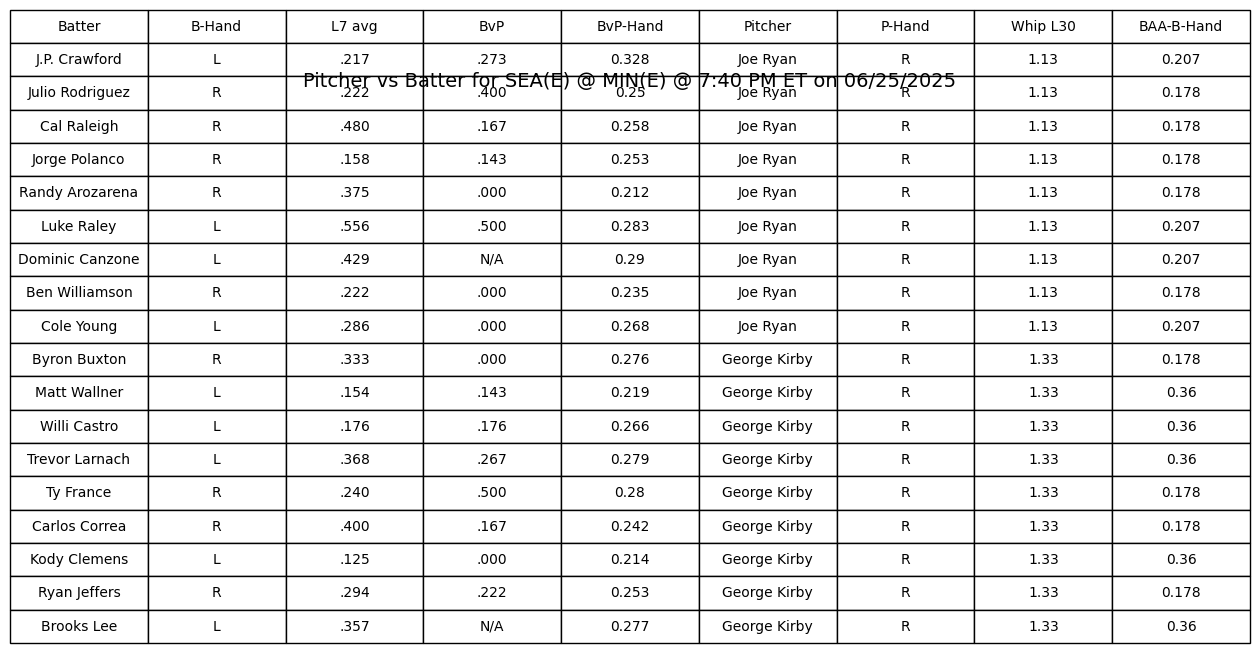 Batter B-Hand L7 avg BvP BvP-Hand Pitcher P-Hand Whip L30 BAA-B-Hand
J.P. Crawford L .217 .273 0.328 Joe Ryan R 1.13 0.207
Pitcher vs Batter for SEA(E) @ MIN(E) @ 7:40 PM ET on 06/25/2025
Julio Rodriguez R .222 .400 0.25 Joe Ryan R 1.13 0.178
Cal Raleigh R .480 .167 0.258 Joe Ryan R 1.13 0.178
Jorge Polanco R .158 .143 0.253 Joe Ryan R 1.13 0.178
Randy Arozarena R .375 .000 0.212 Joe Ryan R 1.13 0.178
Luke Raley L .556 .500 0.283 Joe Ryan R 1.13 0.207
Dominic Canzone L .429 N/A 0.29 Joe Ryan R 1.13 0.207
Ben Williamson R .222 .000 0.235 Joe Ryan R 1.13 0.178
Cole Young L .286 .000 0.268 Joe Ryan R 1.13 0.207
Byron Buxton R .333 .000 0.276 George Kirby R 1.33 0.178
Matt Wallner L .154 .143 0.219 George Kirby R 1.33 0.36
Willi Castro L .176 .176 0.266 George Kirby R 1.33 0.36
Trevor Larnach L .368 .267 0.279 George Kirby R 1.33 0.36
Ty France R .240 .500 0.28 George Kirby R 1.33 0.178
Carlos Correa R .400 .167 0.242 George Kirby R 1.33 0.178
Kody Clemens L .125 .000 0.214 George Kirby R 1.33 0.36
Ryan Jeffers R .294 .222 0.253 George Kirby R 1.33 0.178
Brooks Lee L .357 N/A 0.277 George Kirby R 1.33 0.36